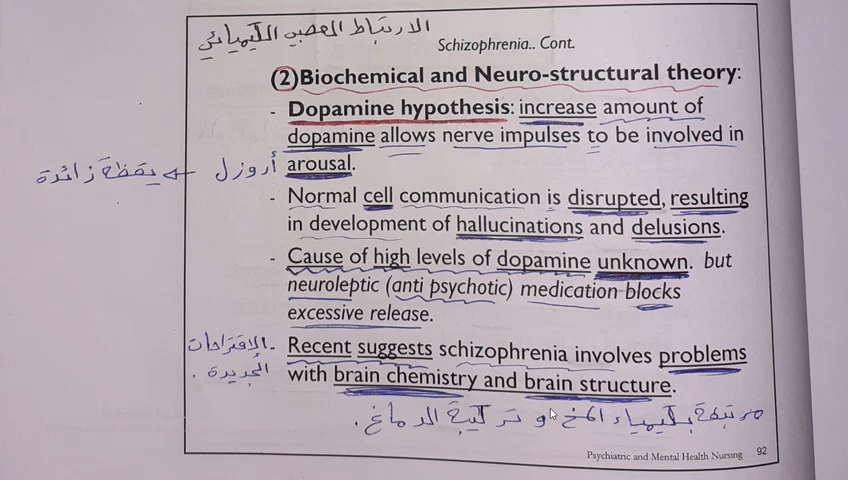 الارتباط العصبي الكيميائي
Schizophrenia.. Cont.
(2)Biochemical and Neuro-structural theory:
- Dopamine hypothesis: increase amount of
dopamine allows nerve impulses to be involved in
arousal.
أروزل ← يقظة زائدة
- Normal cell communication is disrupted, resulting
in development of hallucinations and delusions.
- Cause of high levels of dopamine unknown. but
neuroleptic (anti psychotic) medication blocks
excessive release.
- Recent suggests schizophrenia involves problems
with brain chemistry and brain structure.
الإقتراحات
الجديدة .
مرتبطة بكيمياء المخ و تركيبة الدماغ .
Psychiatric and Mental Health Nursing 92